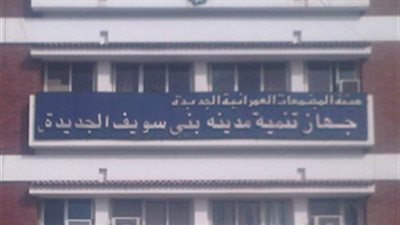 هيئة المجتمعات العمرانية الجديدة
جهاز تنمية مدينه بنى سويف الجديدة